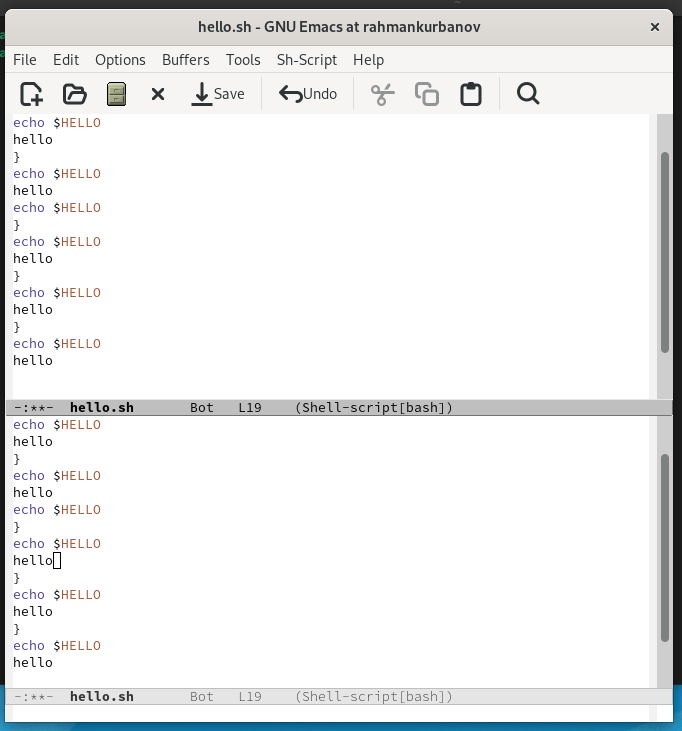 hello.sh - GNU Emacs at rahmankurbanov
File Edit Options Buffers Tools Sh-Script Help
Save Undo
echo $HELLO
hello
}
echo $HELLO
hello
echo $HELLO
}
echo $HELLO
hello
}
echo $HELLO
hello
}
echo $HELLO
hello
-:**- hello.sh Bot L19 (Shell-script[bash])
echo $HELLO
hello
}
echo $HELLO
hello
echo $HELLO
}
echo $HELLO
hello
}
echo $HELLO
hello
}
echo $HELLO
hello
-:**- hello.sh Bot L19 (Shell-script[bash])